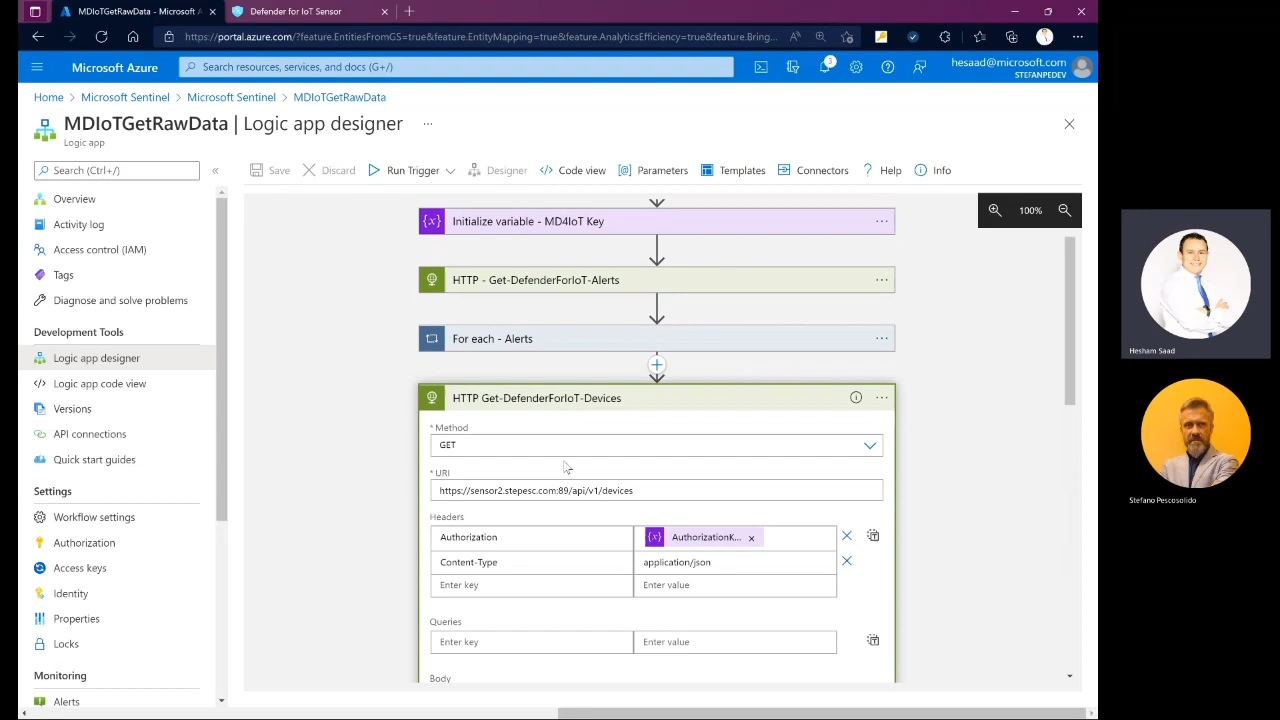 MDIoTGetRawData - Microsoft A
Defender for IoT Sensor
https://portal.azure.com/?feature.EntitiesFromGS=true&feature.EntityMapping=true&feature.AnalyticsEfficiency=true&feature.Bring...
Microsoft Azure
Search resources, services, and docs (G+/)
3
hesaad@microsoft.com
STEFANPEDEV
Home > Microsoft Sentinel > Microsoft Sentinel > MDIoTGetRawData
MDIoTGetRawData | Logic app designer ...
Logic app
Search (Ctrl+/)
Save
Discard
Run Trigger
Designer
Code view
Parameters
Templates
Connectors
Help
Info
Overview
Activity log
Access control (IAM)
Tags
Diagnose and solve problems
Development Tools
Logic app designer
Logic app code view
Versions
API connections
Quick start guides
Settings
Workflow settings
Authorization
Access keys
Identity
Properties
Locks
Monitoring
Alerts
100%
Initialize variable - MD4IoT Key
HTTP - Get-DefenderForIoT-Alerts
For each - Alerts
HTTP Get-DefenderForIoT-Devices
* Method
GET
* URI
https://sensor2.stepesc.com:89/api/v1/devices
Headers
Authorization
AuthorizationK... x
Content-Type
application/json
Enter key
Enter value
Queries
Enter key
Enter value
Body
Hesham Saad
Stefano Pescosolido